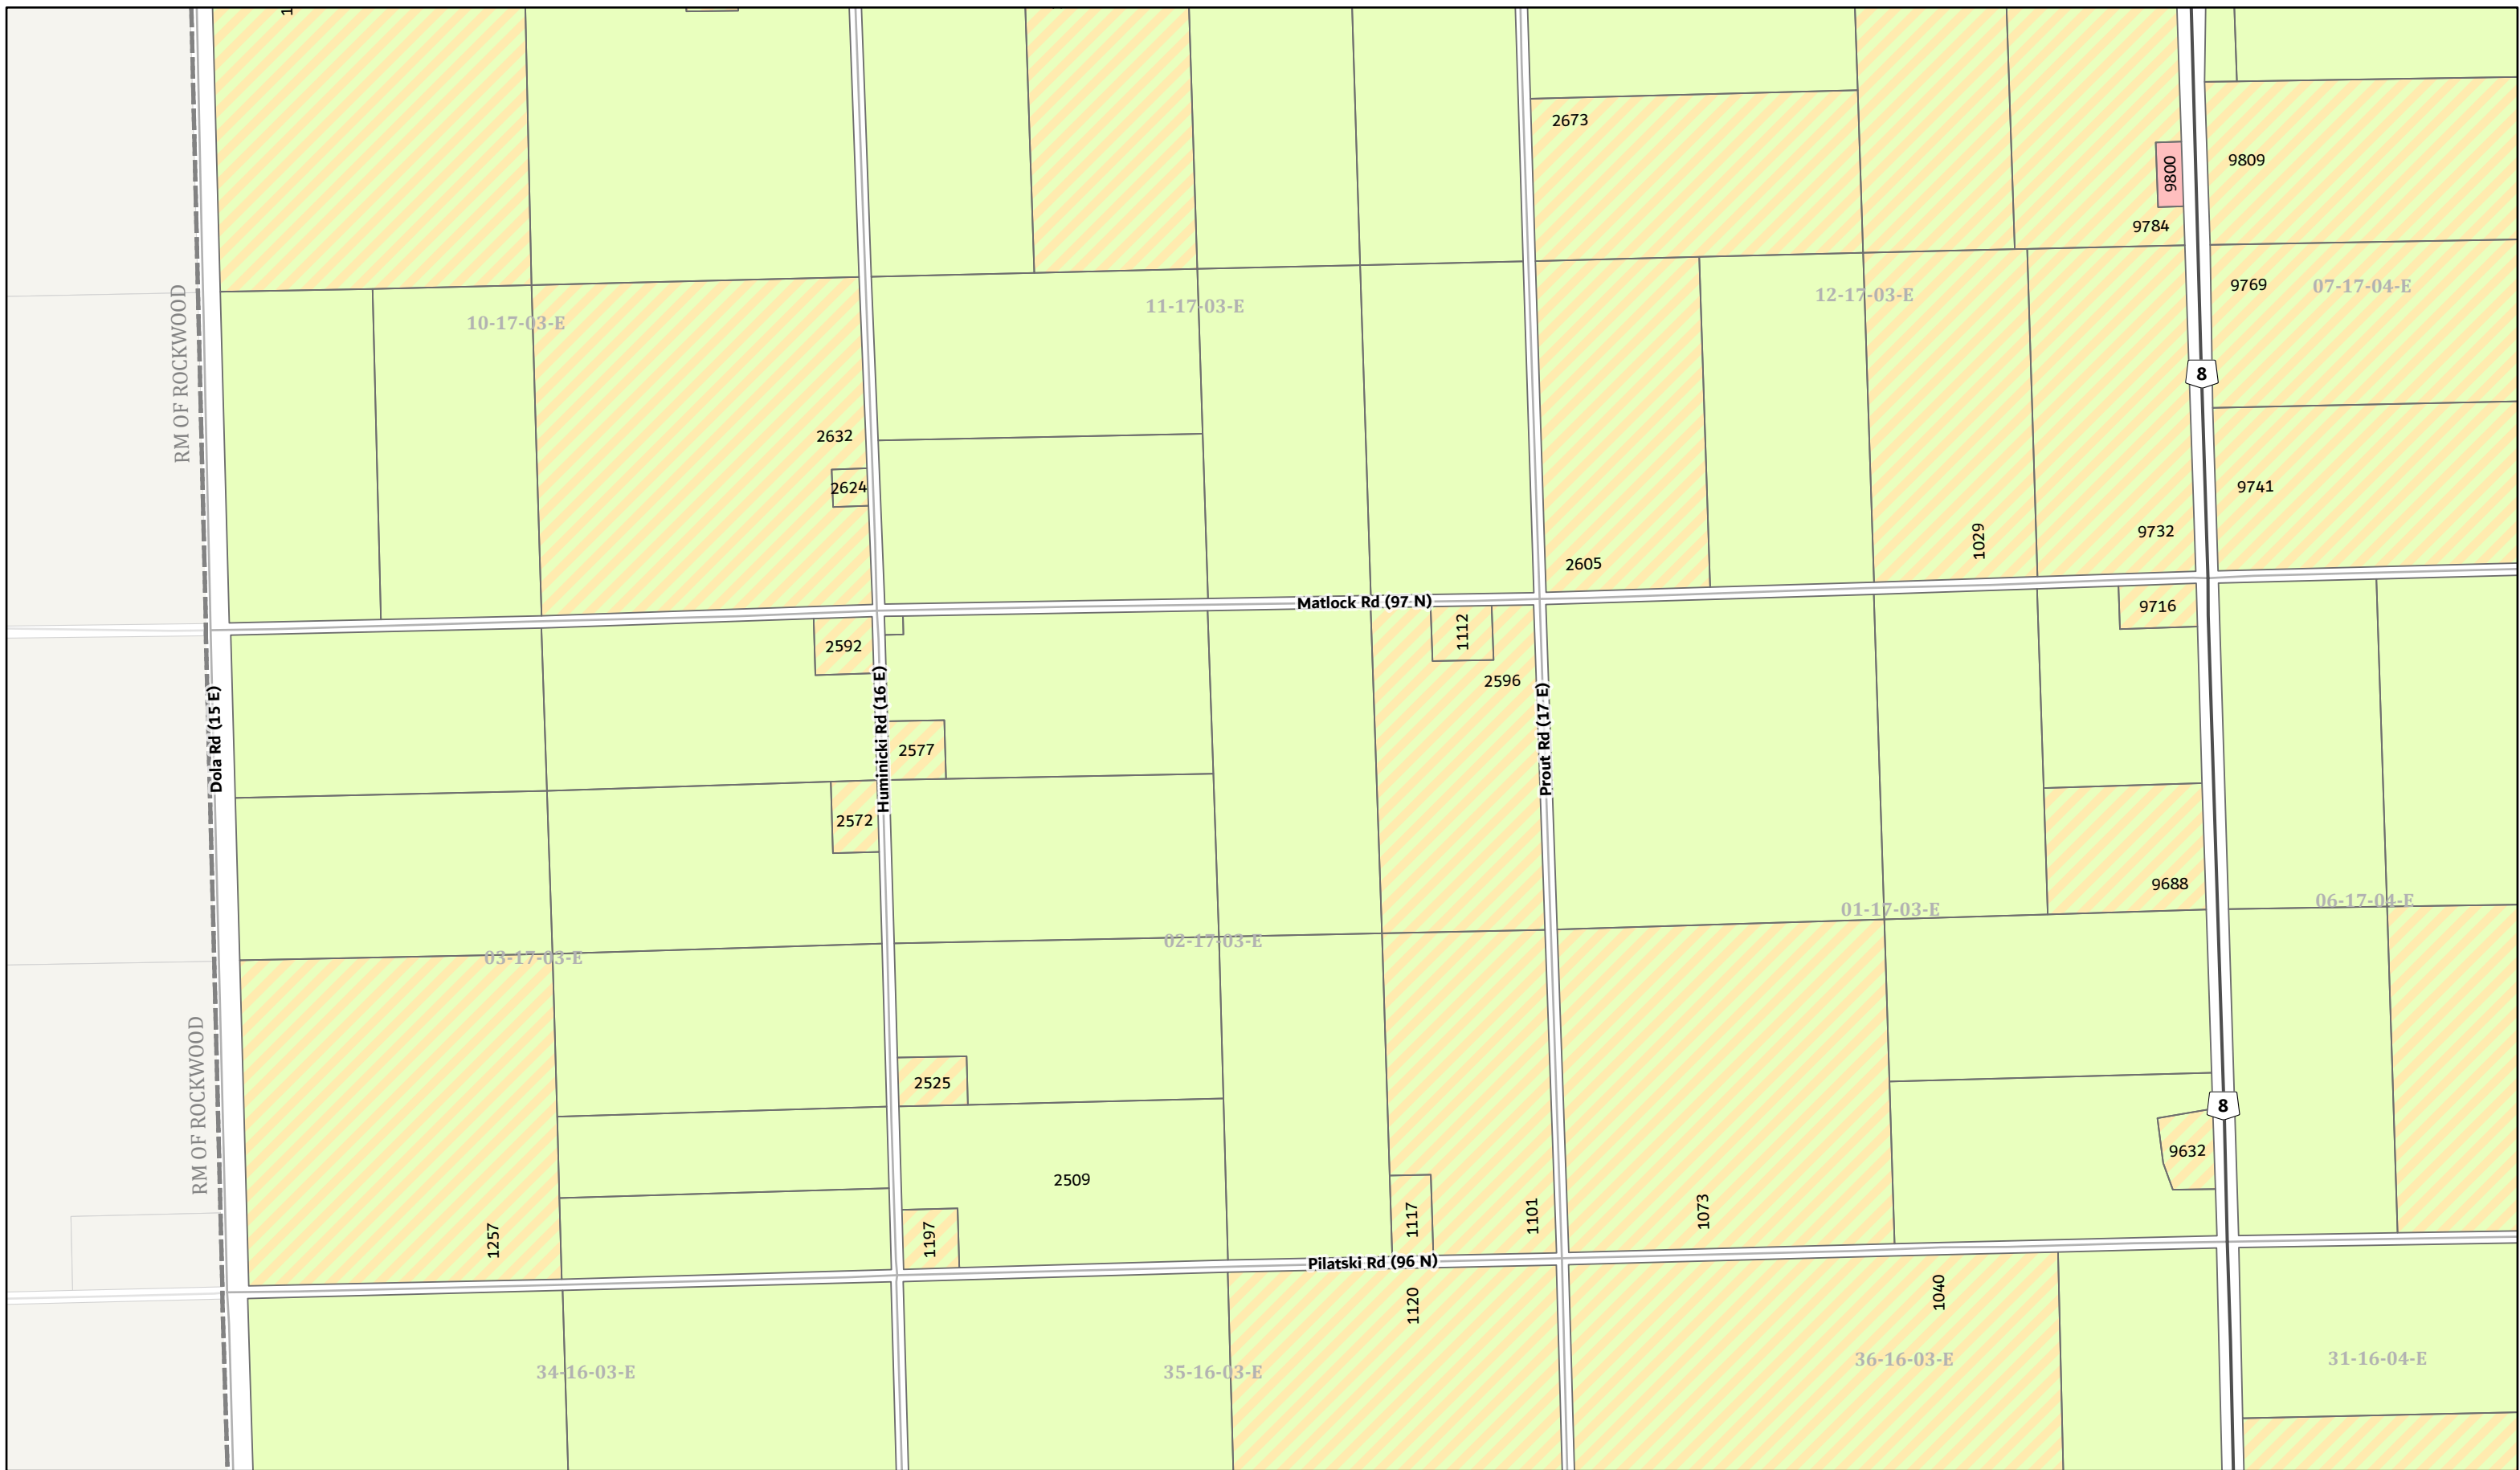 1
2673
9800
9809
9784
10-17-03-E
11-17-03-E
12-17-03-E
9769
07-17-04-E
RM OF ROCKWOOD
8
2632
2624
9741
1029
9732
2605
Matlock Rd (97 N)
9716
1112
2592
2596
Dola Rd (15 E)
Huminicki Rd (16 E)
Prout Rd (17 E)
2577
2572
9688
01-17-03-E
06-17-04-E
03-17-03-E
02-17-03-E
RM OF ROCKWOOD
2525
8
9632
2509
1257
1197
1117
1101
1073
Pilatski Rd (96 N)
1120
1040
34-16-03-E
35-16-03-E
36-16-03-E
31-16-04-E